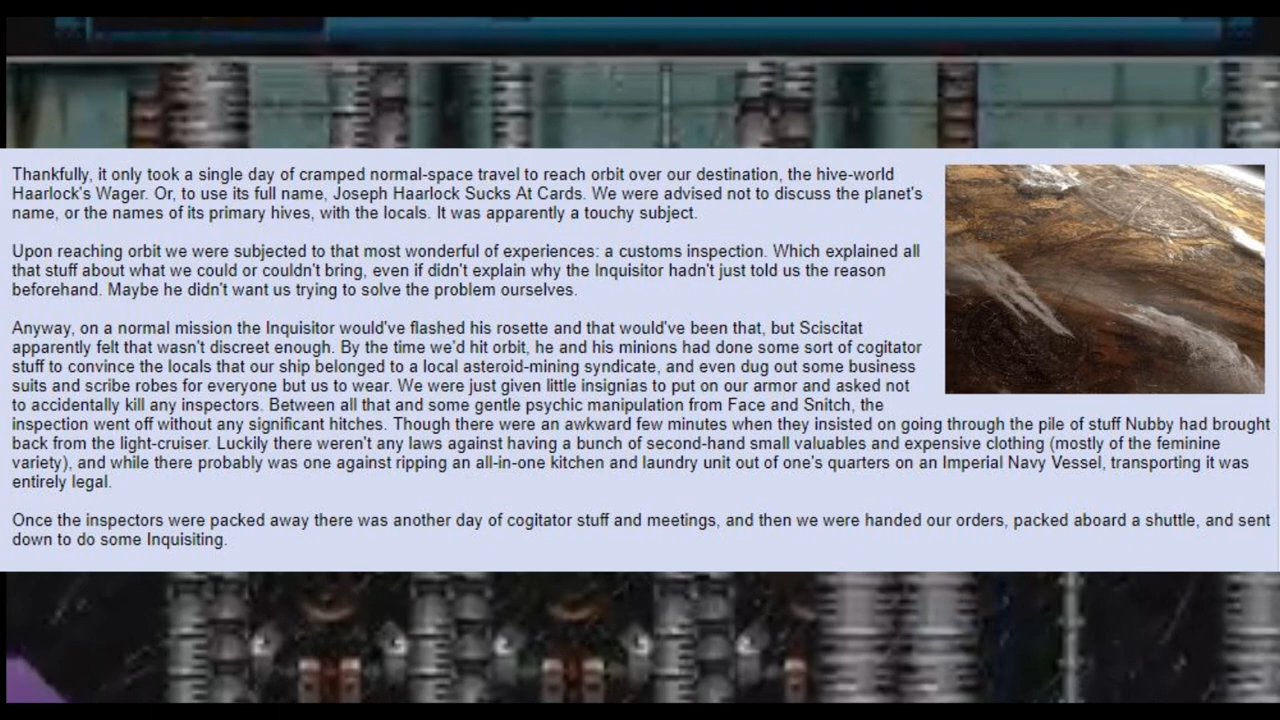 Thankfully, it only took a single day of cramped normal-space travel to reach orbit over our destination, the hive-world
Haarlock's Wager. Or, to use its full name, Joseph Haarlock Sucks At Cards. We were advised not to discuss the planet's
name, or the names of its primary hives, with the locals. It was apparently a touchy subject.
Upon reaching orbit we were subjected to that most wonderful of experiences: a customs inspection. Which explained all
that stuff about what we could or couldn't bring, even if didn't explain why the Inquisitor hadn't just told us the reason
beforehand. Maybe he didn't want us trying to solve the problem ourselves.
Anyway, on a normal mission the Inquisitor would've flashed his rosette and that would've been that, but Sciscitat
apparently felt that wasn't discreet enough. By the time we'd hit orbit, he and his minions had done some sort of cogitator
stuff to convince the locals that our ship belonged to a local asteroid-mining syndicate, and even dug out some business
suits and scribe robes for everyone but us to wear. We were just given little insignias to put on our armor and asked not
to accidentally kill any inspectors. Between all that and some gentle psychic manipulation from Face and Snitch, the
inspection went off without any significant hitches. Though there were an awkward few minutes when they insisted on going through the pile of stuff Nubby had brought
back from the light-cruiser. Luckily there weren't any laws against having a bunch of second-hand small valuables and expensive clothing (mostly of the feminine
variety), and while there probably was one against ripping an all-in-one kitchen and laundry unit out of one's quarters on an Imperial Navy Vessel, transporting it was
entirely legal.
Once the inspectors were packed away there was another day of cogitator stuff and meetings, and then we were handed our orders, packed aboard a shuttle, and sent
down to do some Inquisiting.